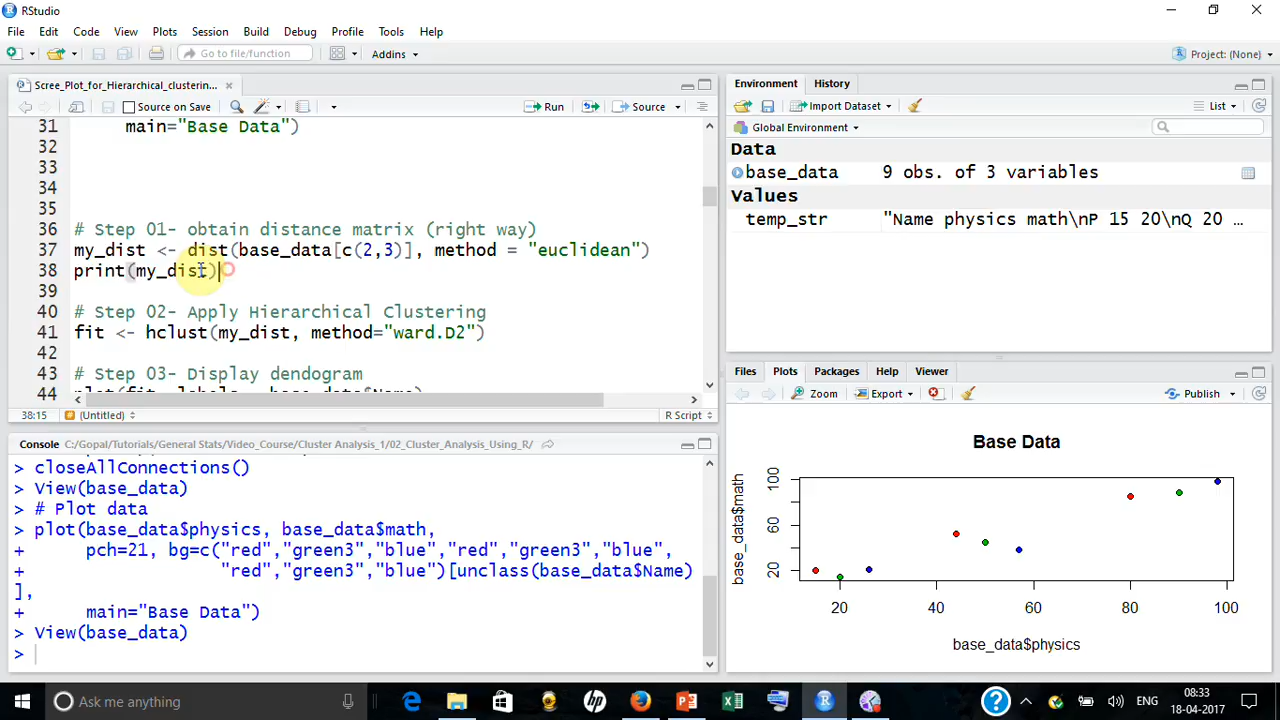 RStudio
File Edit Code View Plots Session Build Debug Profile Tools Help
Go to file/function Addins Project: (None)
Scree_Plot_for_Hierarchical_clusterin...
Source on Save Run Source
31 main="Base Data")
32
33
34
35
36 # Step 01- obtain distance matrix (right way)
37 my_dist <- dist(base_data[c(2,3)], method = "euclidean")
38 print(my_dist)
39
40 # Step 02- Apply Hierarchical Clustering
41 fit <- hclust(my_dist, method="ward.D2")
42
43 # Step 03- Display dendogram
44 plot(fit, labels = base_data$Name)
38:15 (Untitled) R Script
Console C:/Gopal/Tutorials/General Stats/Video_Course/Cluster Analysis_1/02_Cluster_Analysis_Using_R/
> closeAllConnections()
> View(base_data)
> # Plot data
> plot(base_data$physics, base_data$math,
+ pch=21, bg=c("red","green3","blue","red","green3","blue",
+ "red","green3","blue")[unclass(base_data$Name)
],
+ main="Base Data")
> View(base_data)
>
Environment History
Import Dataset List
Global Environment
Data
base_data 9 obs. of 3 variables
Values
temp_str "Name physics math\nP 15 20\nQ 20 ...
Files Plots Packages Help Viewer
Zoom Export Publish
Base Data
base_data$math
20 60 100
20 40 60 80 100
base_data$physics
Ask me anything
ENG
08:33
18-04-2017